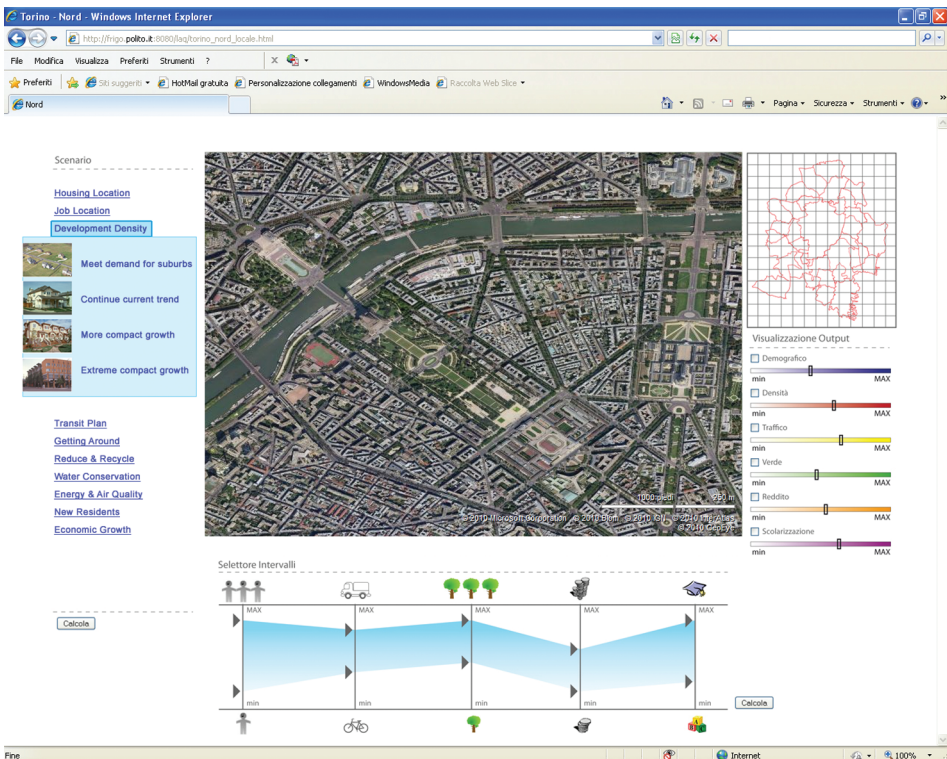 Torino - Nord - Windows Internet Explorer
http://frigo.polito.it:8080/laq/torino_nord_locale.html
File Modifica Visualizza Preferiti Strumenti ?
X
Preferiti Siti suggeriti HotMail gratuita Personalizzazione collegamenti WindowsMedia Raccolta Web Slice
Nord
Pagina Sicurezza Strumenti »
Scenario
Housing Location
Job Location
Development Density
Meet demand for suburbs
Continue current trend
More compact growth
Extreme compact growth
Transit Plan
Getting Around
Reduce & Recycle
Water Conservation
Energy & Air Quality
New Residents
Economic Growth
Calcola
1000 piedi 250 m
© 2010 Microsoft Corporation © 2010 Blom © 2010 IGN © 2010 InterAtlas
© 2010 GeoEye
Visualizzazione Output
Demografico
min MAX
Densità
min MAX
Traffico
min MAX
Verde
min MAX
Reddito
min MAX
Scolarizzazione
min MAX
Selettore Intervalli
MAX MAX MAX MAX MAX
min min min min min
Calcola
Fine Internet 100%